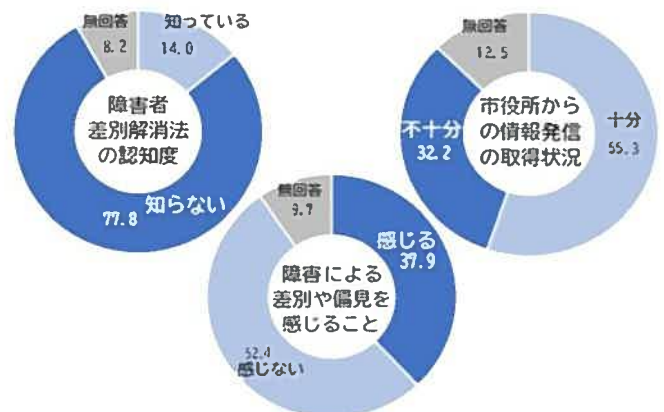 無回答
8.2
知っている
14.0
障害者
差別解消法
の認知度
知らない
77.8
無回答
12.5
市役所から
の情報発信
の取得状況
十分
55.3
不十分
32.2
無回答
9.7
感じる
37.9
障害による
差別や偏見を
感じること
52.4
感じない